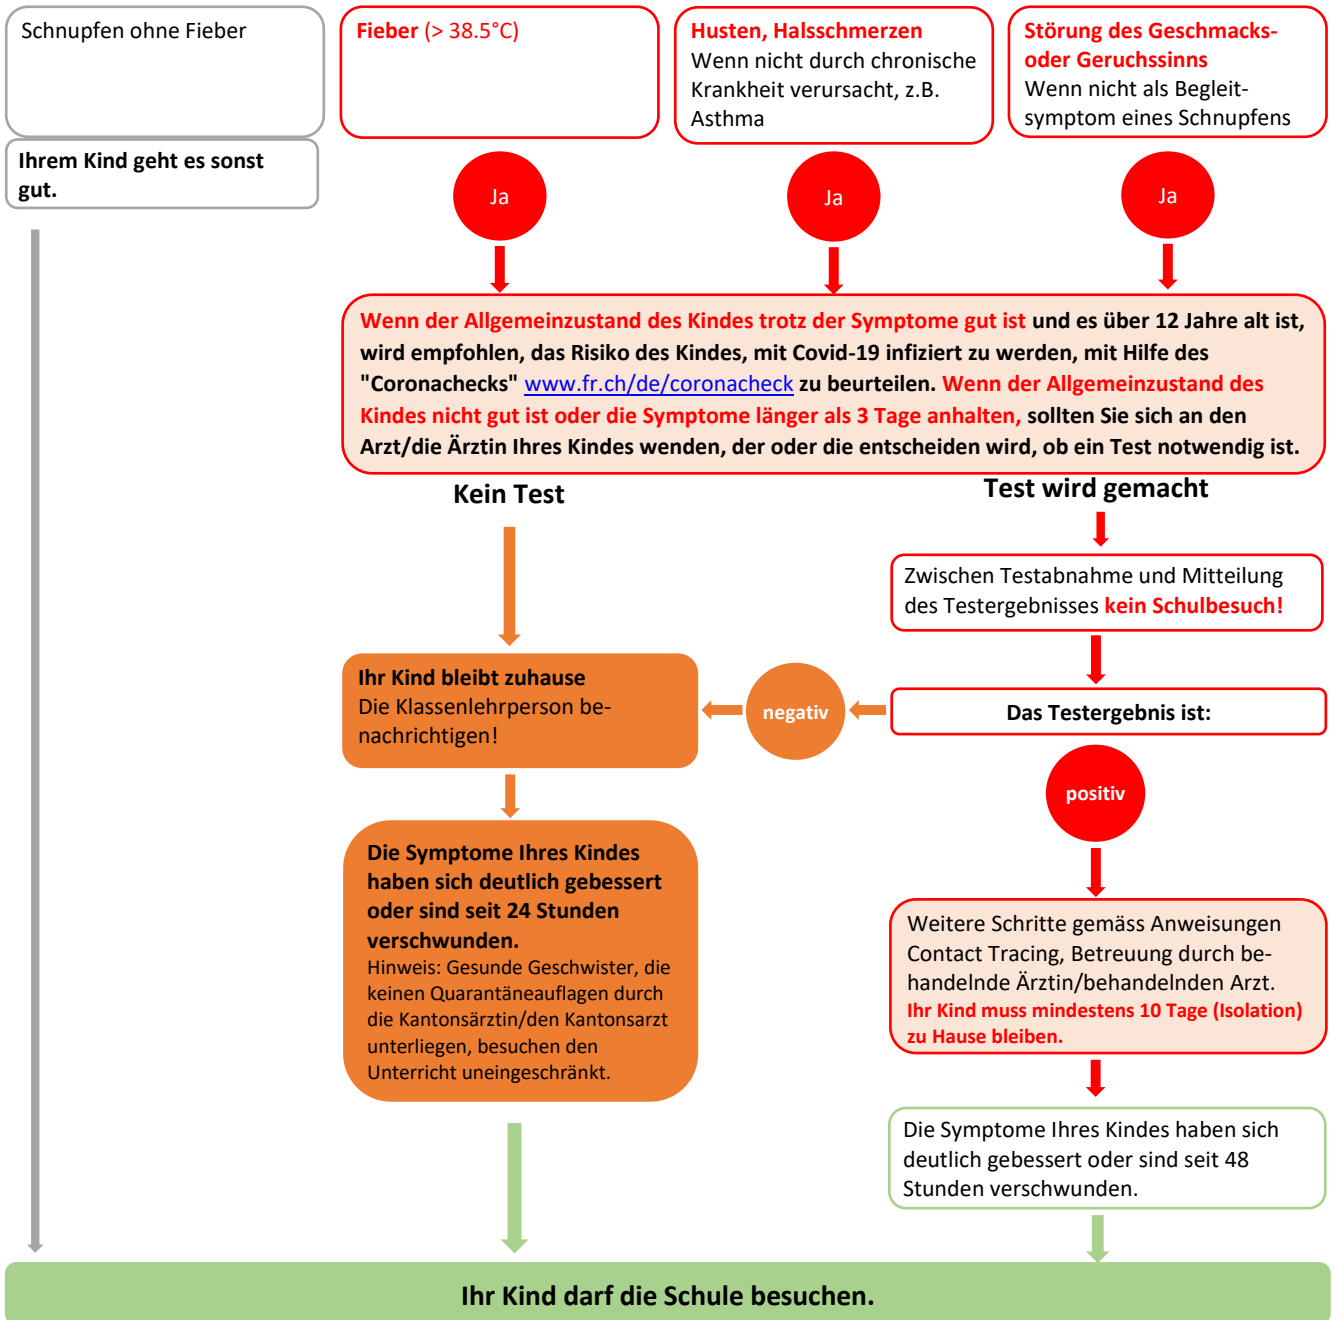 Schnupfen ohne Fieber
Ihrem Kind geht es sonst
gut.
Fieber (> 38.5°C)
Ja
Husten, Halsschmerzen
Wenn nicht durch chronische
Krankheit verursacht, z.B.
Asthma
Ja
Störung des Geschmacks-
oder Geruchssinns
Wenn nicht als Begleit-
symptom eines Schnupfens
Ja
Wenn der Allgemeinzustand des Kindes trotz der Symptome gut ist und es über 12 Jahre alt ist,
wird empfohlen, das Risiko des Kindes, mit Covid-19 infiziert zu werden, mit Hilfe des
"Coronachecks" www.fr.ch/de/coronacheck zu beurteilen. Wenn der Allgemeinzustand des
Kindes nicht gut ist oder die Symptome länger als 3 Tage anhalten, sollten Sie sich an den
Arzt/die Ärztin Ihres Kindes wenden, der oder die entscheiden wird, ob ein Test notwendig ist.
Kein Test
Test wird gemacht
Zwischen Testabnahme und Mitteilung
des Testergebnisses kein Schulbesuch!
Das Testergebnis ist:
negativ
Ihr Kind bleibt zuhause
Die Klassenlehrperson be-
nachrichtigen!
positiv
Die Symptome Ihres Kindes
haben sich deutlich gebessert
oder sind seit 24 Stunden
verschwunden.
Hinweis: Gesunde Geschwister, die
keinen Quarantäneauflagen durch
die Kantonsärztin/den Kantonsarzt
unterliegen, besuchen den
Unterricht uneingeschränkt.
Weitere Schritte gemäss Anweisungen
Contact Tracing, Betreuung durch be-
handelnde Ärztin/behandelnden Arzt.
Ihr Kind muss mindestens 10 Tage (Isolation)
zu Hause bleiben.
Die Symptome Ihres Kindes haben sich
deutlich gebessert oder sind seit 48
Stunden verschwunden.
Ihr Kind darf die Schule besuchen.